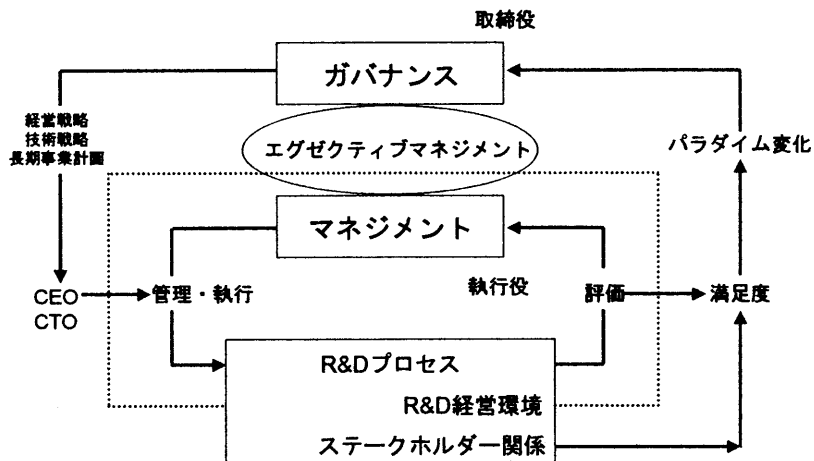 取締役
ガバナンス
経営戦略
技術戦略
長期事業計画
エグゼクティブマネジメント
パラダイム変化
マネジメント
CEO
CTO
管理・執行
執行役
評価
満足度
R&Dプロセス
R&D経営環境
ステークホルダー関係